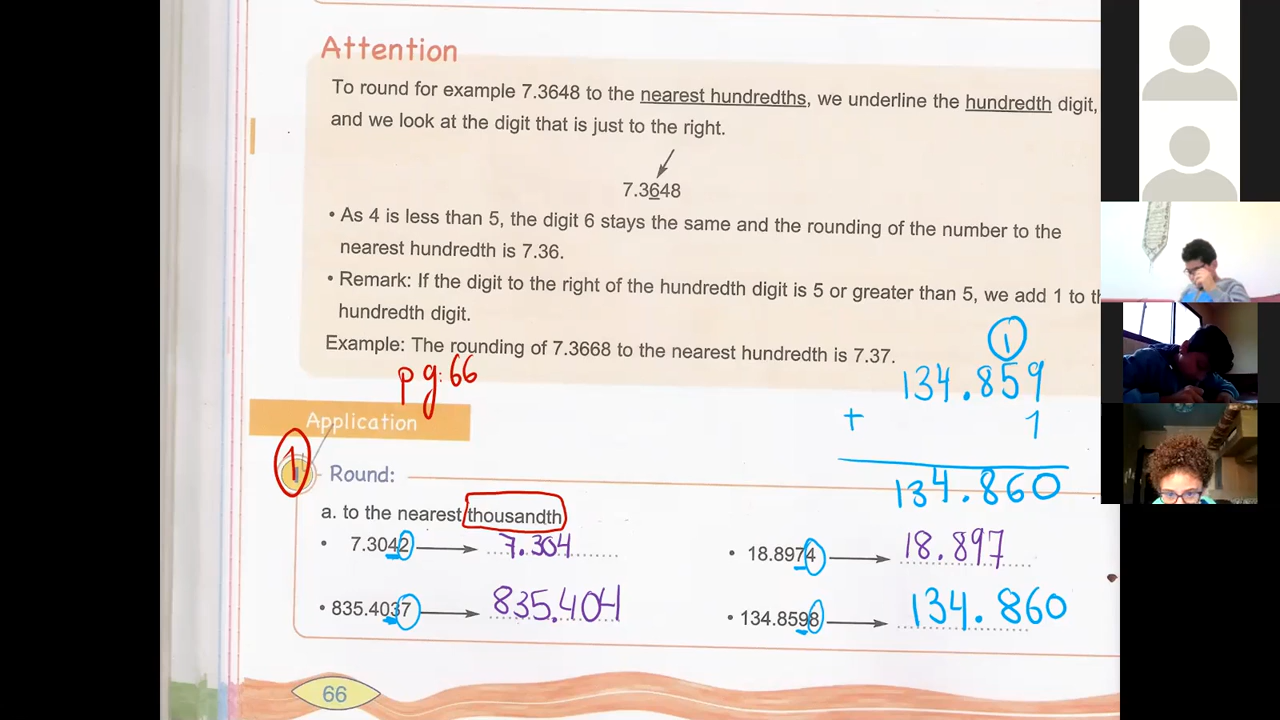 Attention
To round for example 7.3648 to the nearest hundredths, we underline the hundredth digit,
and we look at the digit that is just to the right.
7.3648
• As 4 is less than 5, the digit 6 stays the same and the rounding of the number to the
nearest hundredth is 7.36.
• Remark: If the digit to the right of the hundredth digit is 5 or greater than 5, we add 1 to
hundredth digit.
Example: The rounding of 7.3668 to the nearest hundredth is 7.37.
pg:66
1
134.859
+ 1
134.860
Application
1 Round:
a. to the nearest thousandth
• 7.3042 → 7.304
• 18.8974 → 18.897
• 835.4037 → 835.404
• 134.8598 → 134.860
66